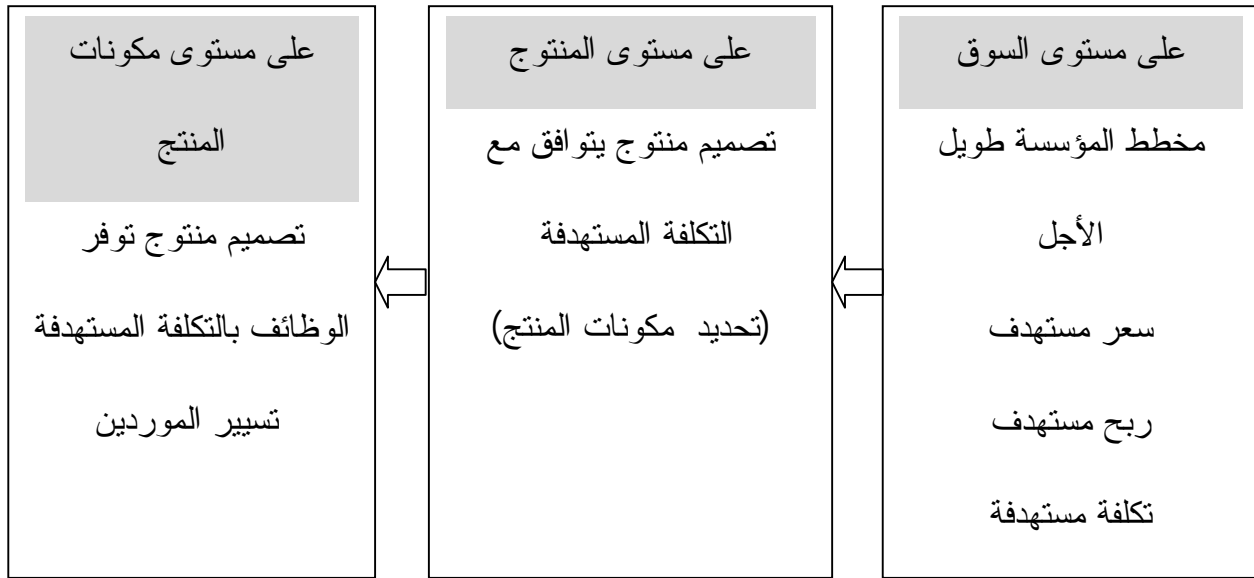 على مستوى السوق
مخطط المؤسسة طويل
الأجل
سعر مستهدف
ربح مستهدف
تكلفة مستهدفة
على مستوى المنتوج
تصميم منتوج يتوافق مع
التكلفة المستهدفة
(تحديد مكونات المنتج)
على مستوى مكونات
المنتج
تصميم منتوج توفر
الوظائف بالتكلفة المستهدفة
تسيير الموردين